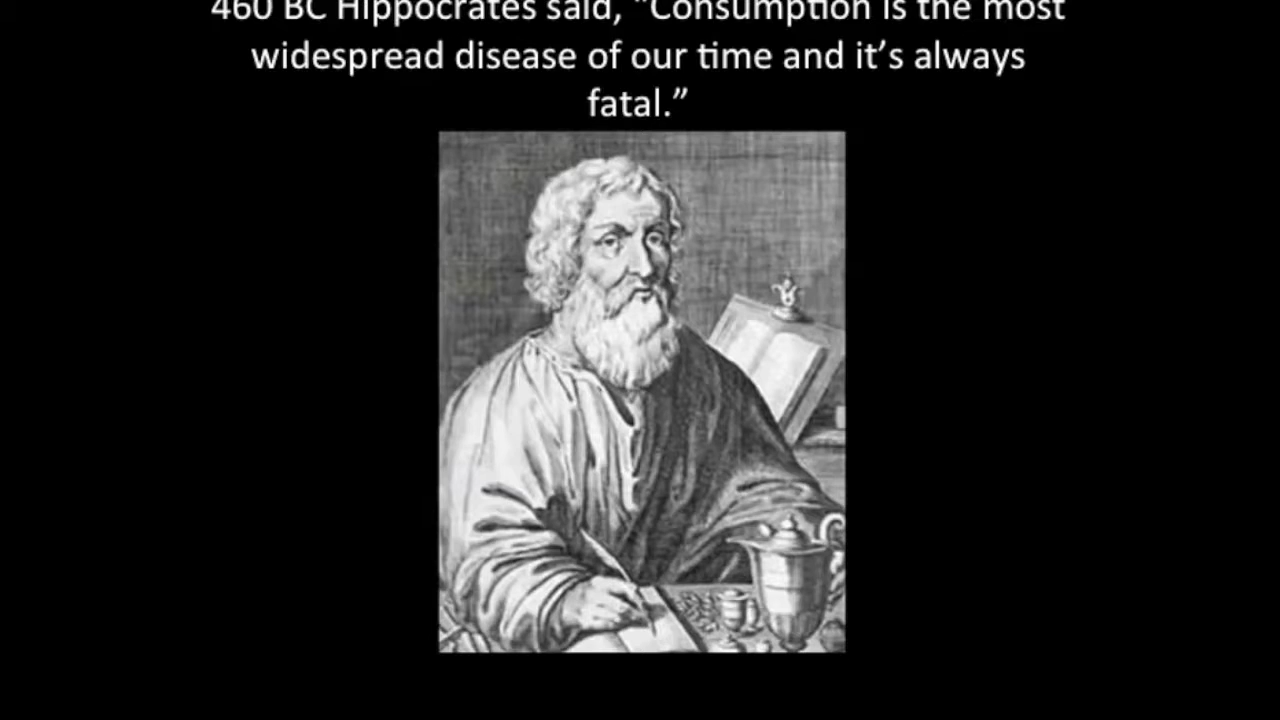 460 BC Hippocrates said, “Consumption is the most
widespread disease of our time and it’s always
fatal.”